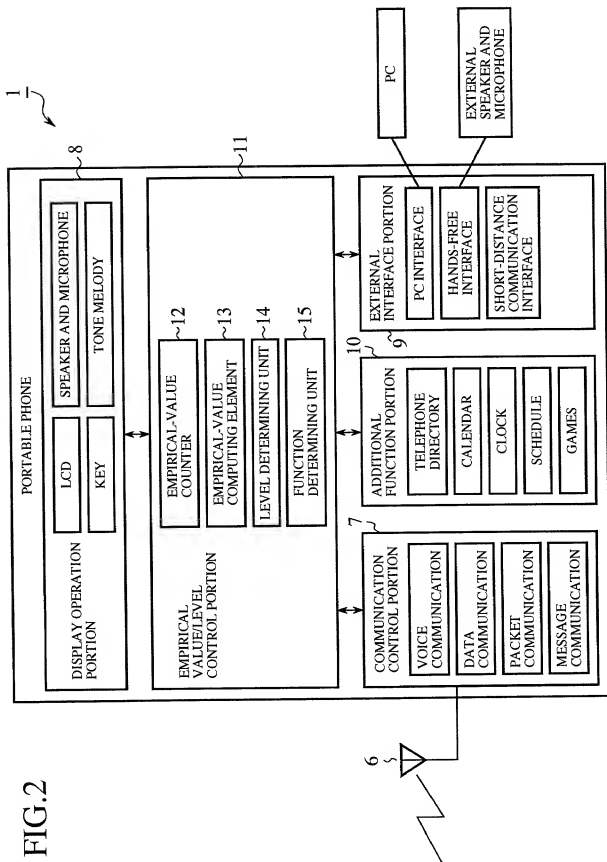 FIG.2
1
PORTABLE PHONE
8
DISPLAY OPERATION
PORTION
LCD
SPEAKER AND MICROPHONE
KEY
TONE MELODY
11
EMPIRICAL
VALUE/LEVEL
CONTROL PORTION
EMPIRICAL-VALUE
COUNTER
12
EMPIRICAL-VALUE
COMPUTING ELEMENT
13
LEVEL DETERMINING UNIT
14
FUNCTION
DETERMINING UNIT
15
6
7
COMMUNICATION
CONTROL PORTION
VOICE
COMMUNICATION
DATA
COMMUNICATION
PACKET
COMMUNICATION
MESSAGE
COMMUNICATION
10
ADDITIONAL
FUNCTION PORTION
TELEPHONE
DIRECTORY
CALENDAR
CLOCK
SCHEDULE
GAMES
9
EXTERNAL
INTERFACE PORTION
PC INTERFACE
HANDS-FREE
INTERFACE
SHORT-DISTANCE
COMMUNICATION
INTERFACE
PC
EXTERNAL
SPEAKER AND
MICROPHONE